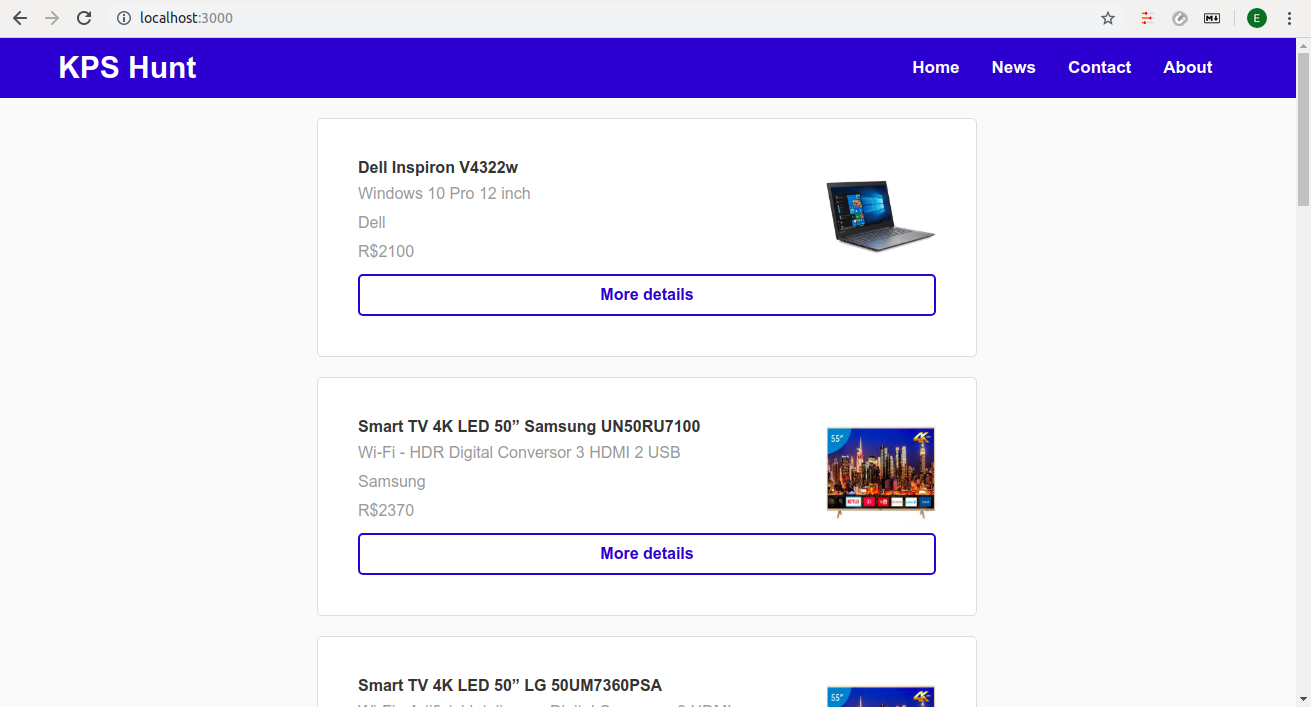 localhost:3000
E
KPS Hunt
Home News Contact About
Dell Inspiron V4322w
Windows 10 Pro 12 inch
Dell
R$2100
More details
Smart TV 4K LED 50” Samsung UN50RU7100
Wi-Fi - HDR Digital Conversor 3 HDMI 2 USB
Samsung
R$2370
More details
55"
4K
Smart TV 4K LED 50” LG 50UM7360PSA
55"
4K